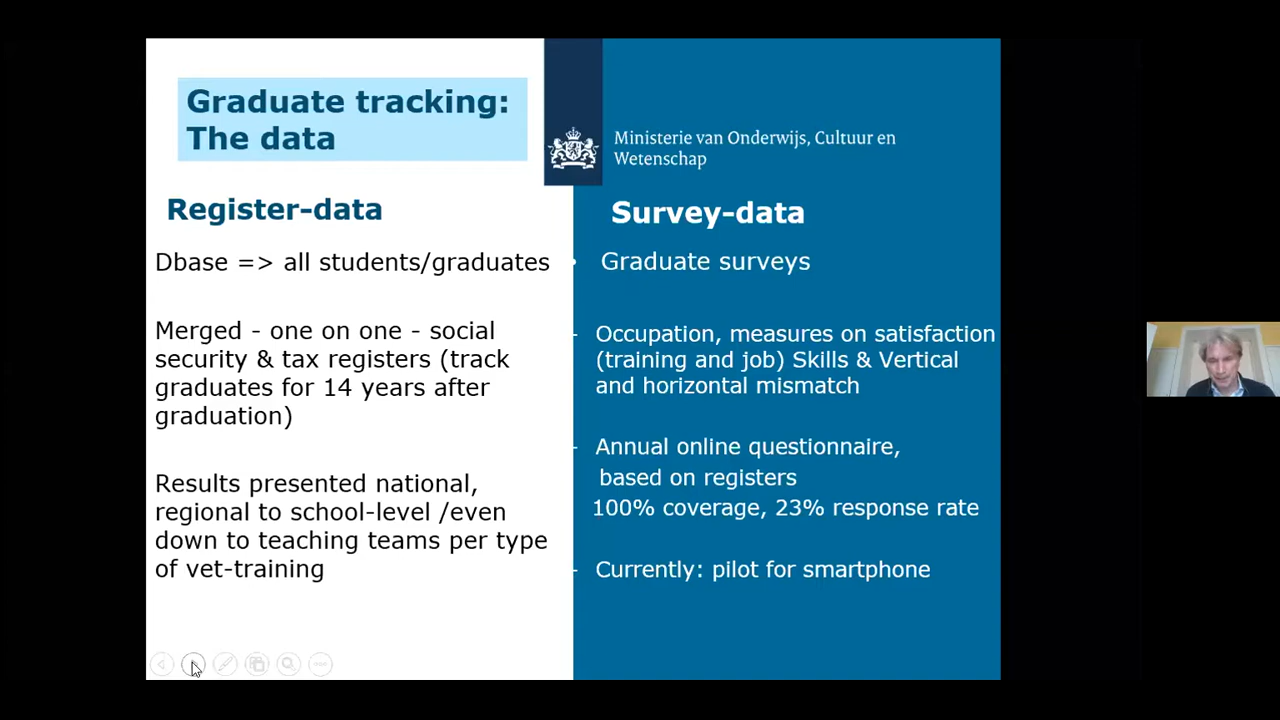 Graduate tracking:
The data
Ministerie van Onderwijs, Cultuur en
Wetenschap
Register-data
Dbase => all students/graduates
Merged - one on one - social
security & tax registers (track
graduates for 14 years after
graduation)
Results presented national,
regional to school-level /even
down to teaching teams per type
of vet-training
Survey-data
• Graduate surveys
- Occupation, measures on satisfaction
(training and job) Skills & Vertical
and horizontal mismatch
- Annual online questionnaire,
based on registers
100% coverage, 23% response rate
- Currently: pilot for smartphone